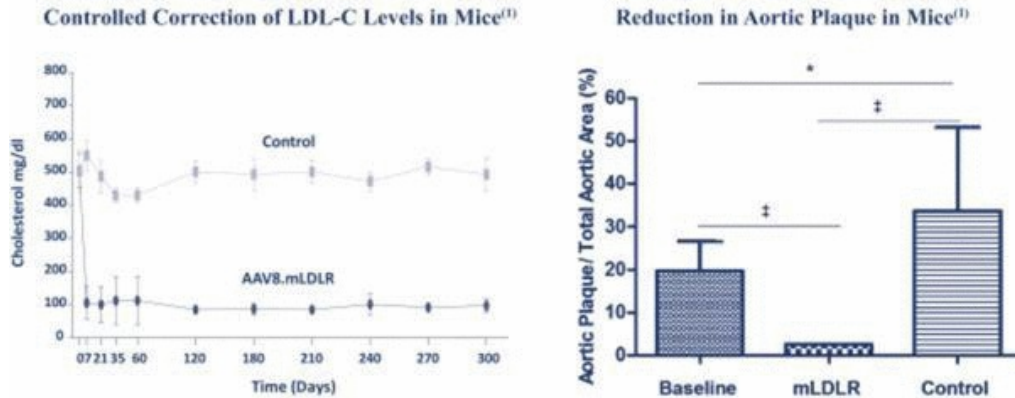 Controlled Correction of LDL-C Levels in Mice(1)
Cholesterol mg/dl
800
700
600
500
400
300
200
100
0
Control
AAV8.mLDLR
0 7 21 35 60 120 180 210 240 270 300
Time (Days)
Reduction in Aortic Plaque in Mice(1)
Aortic Plaque/ Total Aortic Area (%)
60
50
40
30
20
10
0
*
‡
‡
Baseline mLDLR Control